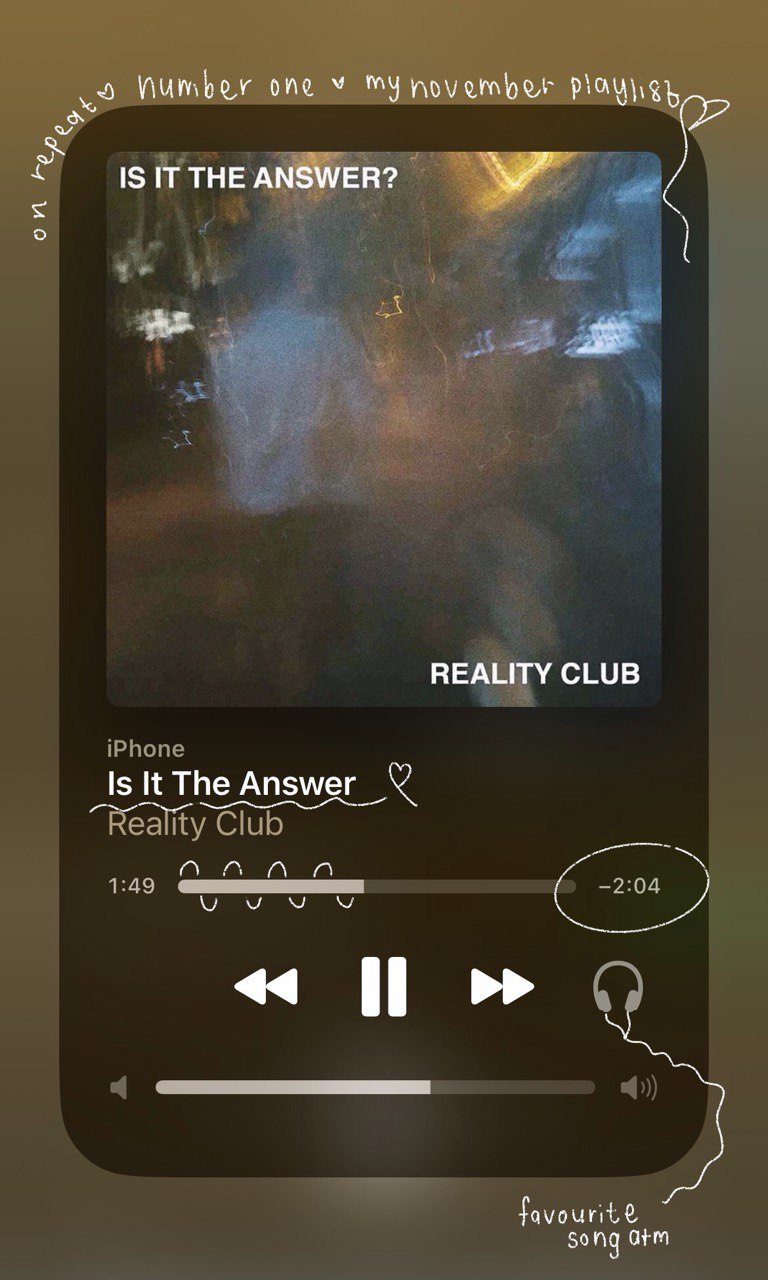 on repeat ♡ number one ♡ my november playlist
IS IT THE ANSWER?
REALITY CLUB
iPhone
Is It The Answer
Reality Club
1:49
−2:04
favourite
song atm